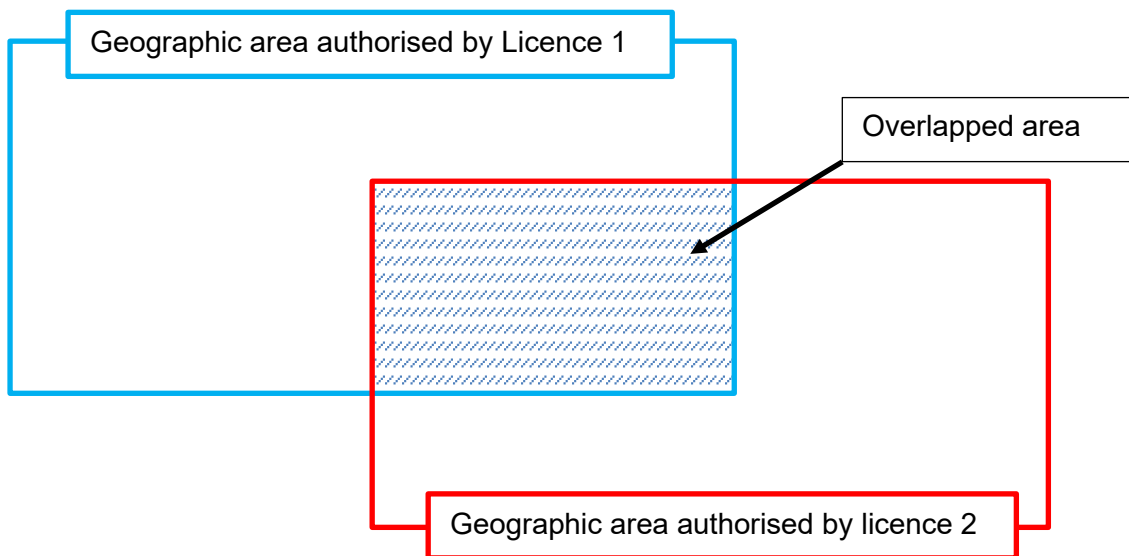 Geographic area authorised by Licence 1
Overlapped area
Geographic area authorised by licence 2